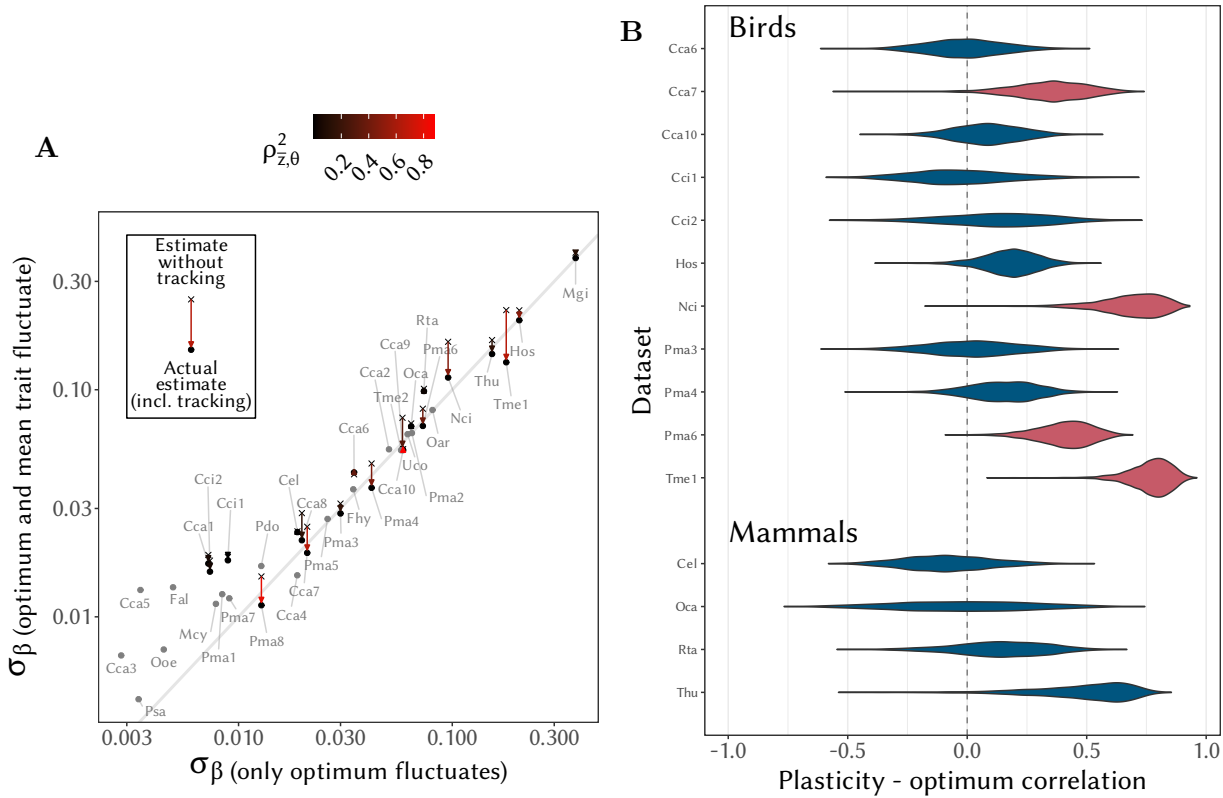 A
ρ²z̅,θ
0.2 0.4 0.6 0.8
σβ (optimum and mean trait fluctuate)
0.30
0.10
0.03
0.01
Estimate
without
tracking
Actual
estimate
(incl. tracking)
Mgi
Rta
Cca9
Pma6
Hos
Oca
Thu
Cca2
Tme1
Tme2
Nci
Oar
Cca6
Uco
Cca10
Cci2
Cel
Pma2
Cci1
Cca8
Pma4
Cca1
Pdo
Fhy
Pma3
Pma5
Cca7
Cca5
Fal
Cca4
Pma7
Mcy
Pma8
Pma1
Ooe
Cca3
Psa
0.003 0.010 0.030 0.100 0.300
σβ (only optimum fluctuates)
B
Birds
Dataset
Cca6
Cca7
Cca10
Cci1
Cci2
Hos
Nci
Pma3
Pma4
Pma6
Tme1
Mammals
Cel
Oca
Rta
Thu
-1.0 -0.5 0.0 0.5 1.0
Plasticity - optimum correlation